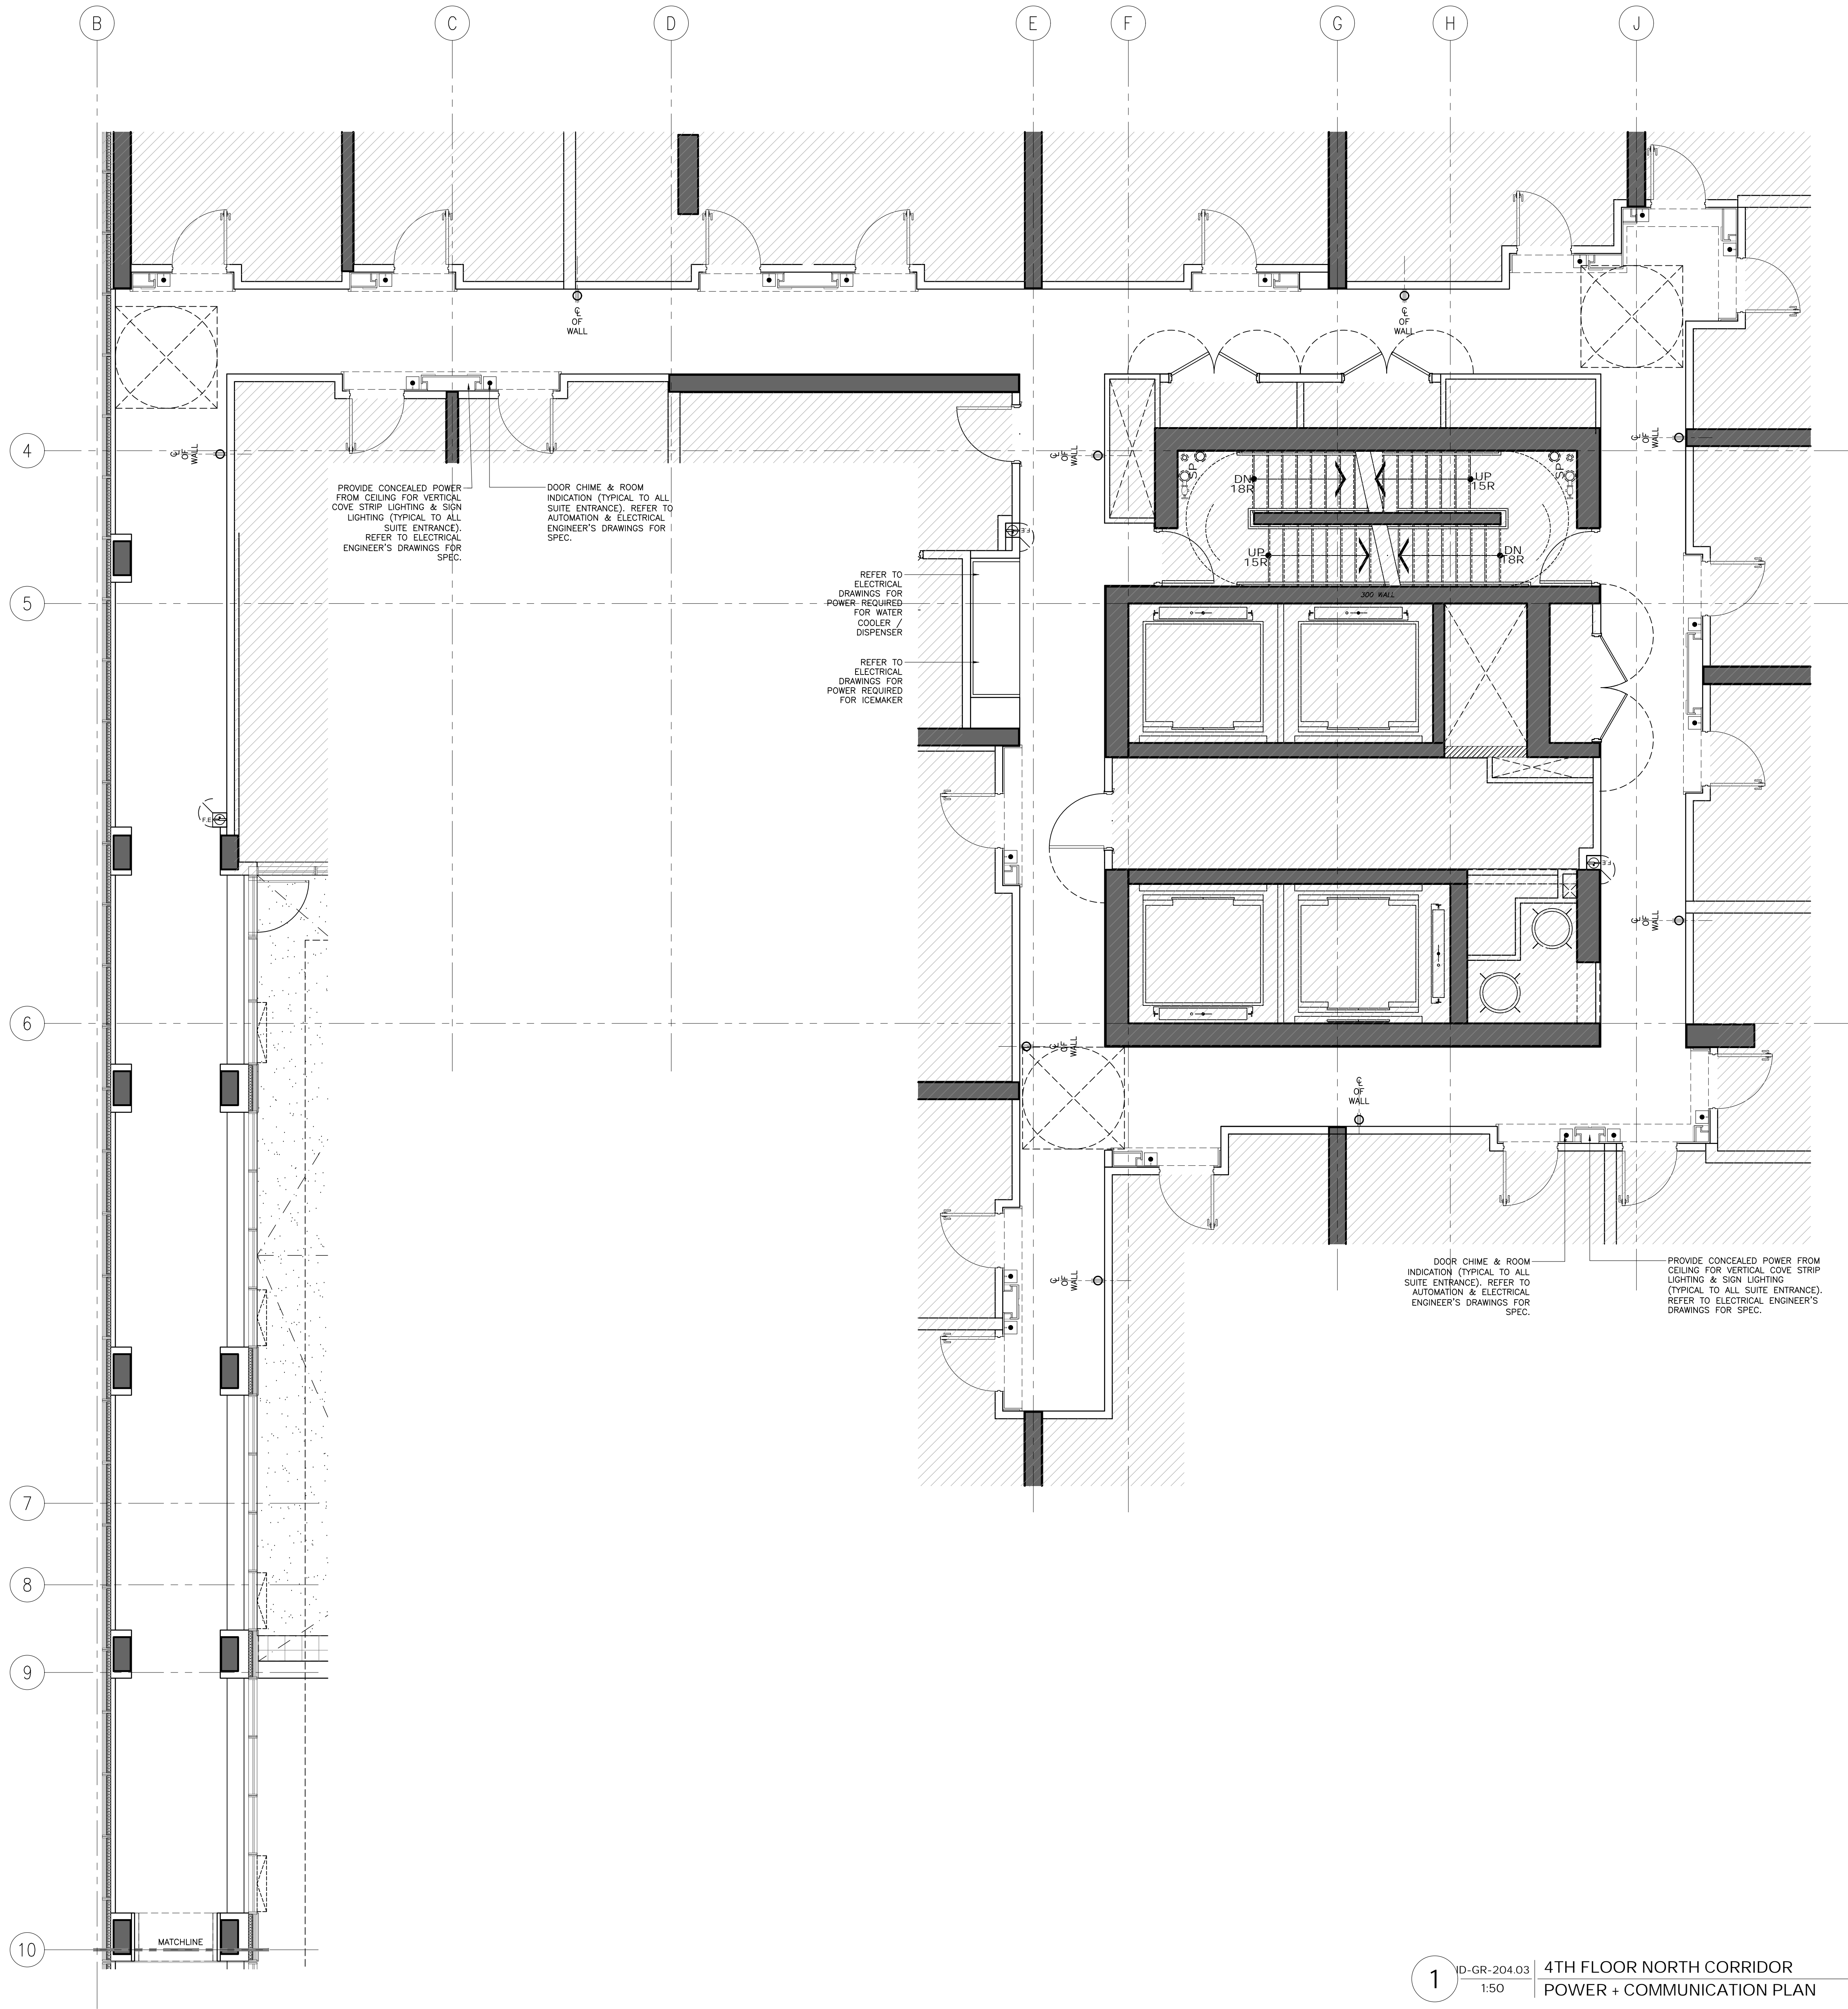 B
C
D
E
F
G
H
J
℄
OF
WALL
℄
OF
WALL
4
℄
OF
WALL
℄
OF
WALL
℄
OF
WALL
SP
SP
DN
18R
UP
15R
UP
15R
DN
18R
PROVIDE CONCEALED POWER
FROM CEILING FOR VERTICAL
COVE STRIP LIGHTING & SIGN
LIGHTING (TYPICAL TO ALL
SUITE ENTRANCE).
REFER TO ELECTRICAL
ENGINEER'S DRAWINGS FOR
SPEC.
DOOR CHIME & ROOM
INDICATION (TYPICAL TO ALL
SUITE ENTRANCE). REFER TO
AUTOMATION & ELECTRICAL
ENGINEER'S DRAWINGS FOR
SPEC.
F.E
REFER TO
ELECTRICAL
DRAWINGS FOR
POWER REQUIRED
FOR WATER
COOLER /
DISPENSER
300 WALL
5
REFER TO
ELECTRICAL
DRAWINGS FOR
POWER REQUIRED
FOR ICEMAKER
F.E
F.E
℄
OF
WALL
6
℄
OF
WALL
℄
OF
WALL
℄
OF
WALL
DOOR CHIME & ROOM
INDICATION (TYPICAL TO ALL
SUITE ENTRANCE). REFER TO
AUTOMATION & ELECTRICAL
ENGINEER'S DRAWINGS FOR
SPEC.
PROVIDE CONCEALED POWER FROM
CEILING FOR VERTICAL COVE STRIP
LIGHTING & SIGN LIGHTING
(TYPICAL TO ALL SUITE ENTRANCE).
REFER TO ELECTRICAL ENGINEER'S
DRAWINGS FOR SPEC.
7
8
9
10
MATCHLINE
1
ID-GR-204.03
1:50
4TH FLOOR NORTH CORRIDOR
POWER + COMMUNICATION PLAN